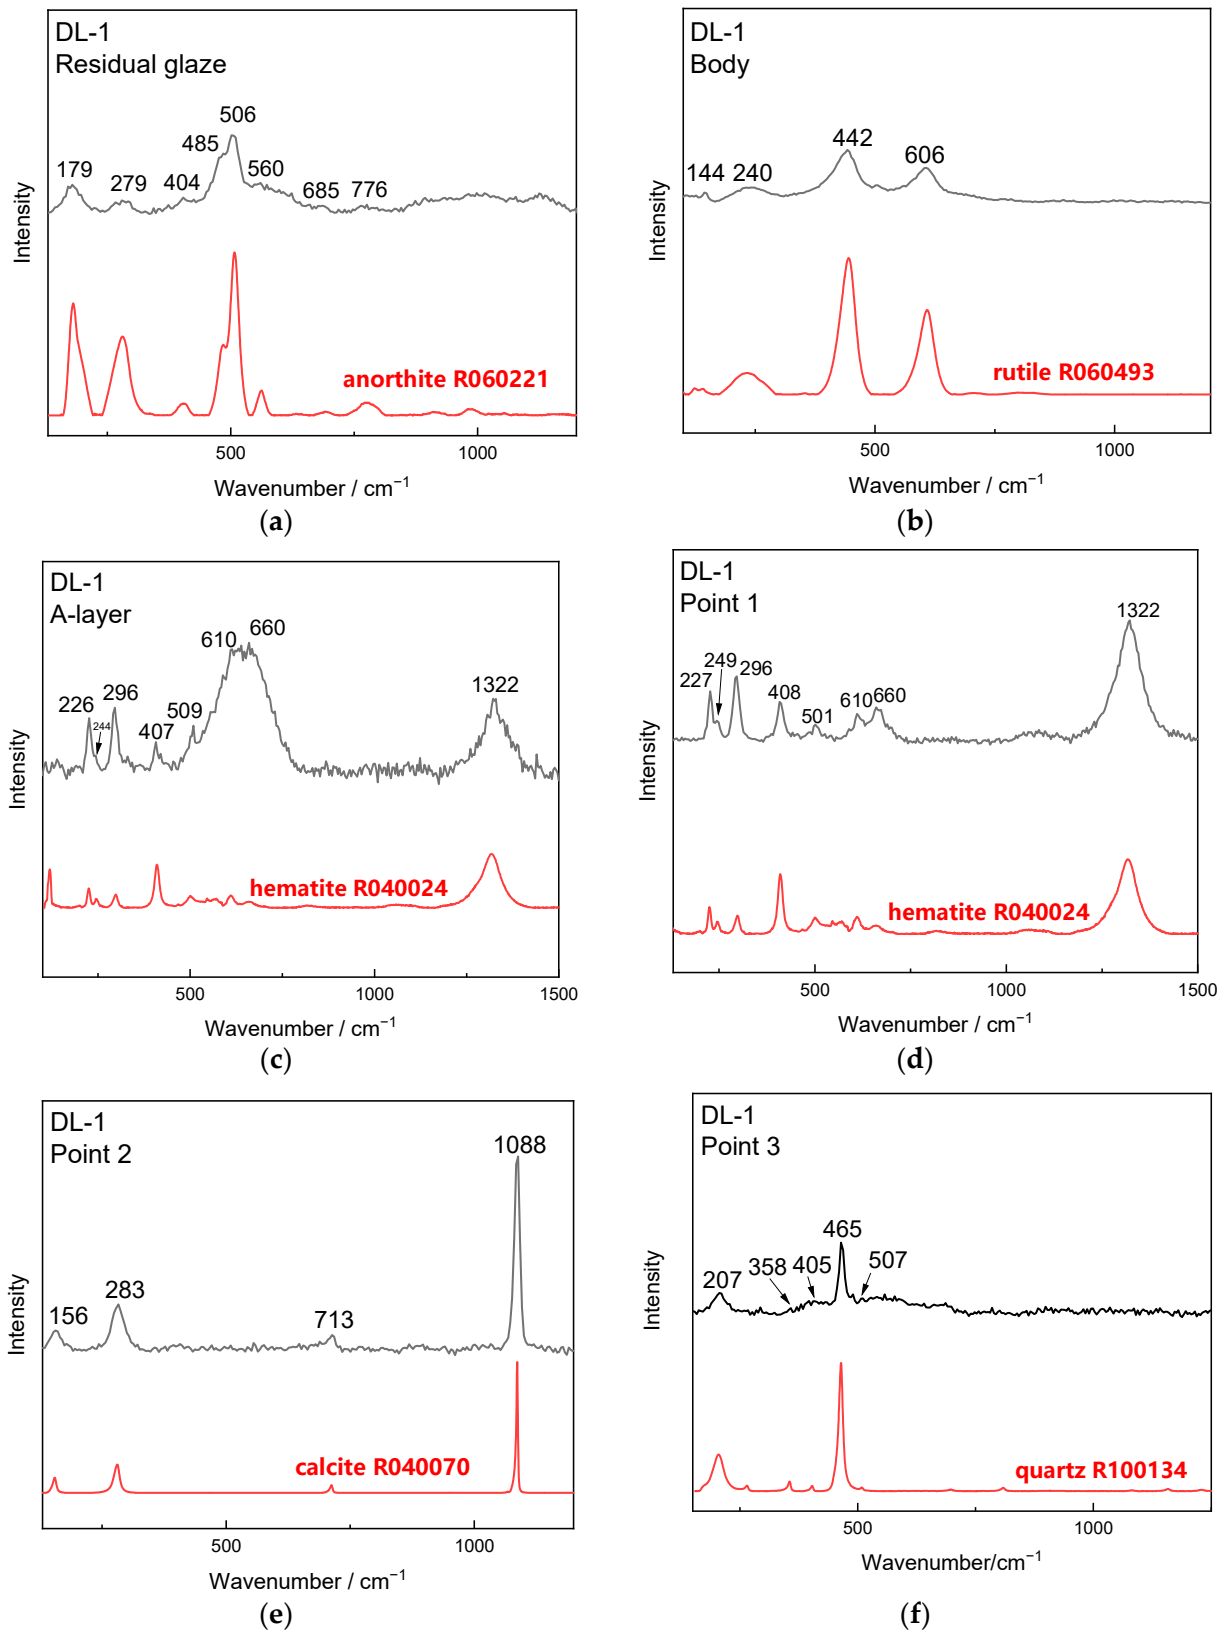 DL-1
Residual glaze
506
485
179
279
404
560
685
776
Intensity
anorthite R060221
500
1000
Wavenumber / cm⁻¹
(a)
DL-1
Body
442
606
144
240
Intensity
rutile R060493
500
1000
Wavenumber / cm⁻¹
(b)
DL-1
A-layer
610
660
226
296
244
407
509
1322
Intensity
hematite R040024
500
1000
1500
Wavenumber / cm⁻¹
(c)
DL-1
Point 1
1322
249
227
296
408
501
610
660
Intensity
hematite R040024
500
1000
1500
Wavenumber / cm⁻¹
(d)
DL-1
Point 2
1088
156
283
713
Intensity
calcite R040070
500
1000
Wavenumber / cm⁻¹
(e)
DL-1
Point 3
465
207
358
405
507
Intensity
quartz R100134
500
1000
Wavenumber/cm⁻¹
(f)